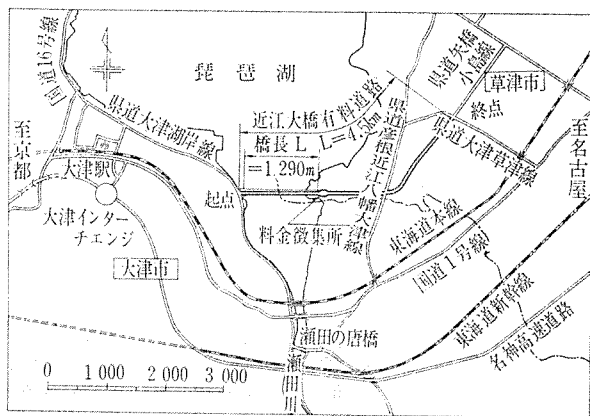 国道16号線
琵琶湖
県道大津湖岸線
近江大橋有料道路
L=4.5km
橋長L
=1,290m
県道矢橋
小島線
草津市
終点
県道彦根近江八幡大津線
県道大津草津線
至京都
至名古屋
大津駅
起点
大津インター
チェンジ
料金徴集所
大津市
東海道本線
国道1号線
東海道新幹線
名神高速道路
瀬田の唐橋
瀬田川
0 1 000 2 000 3 000